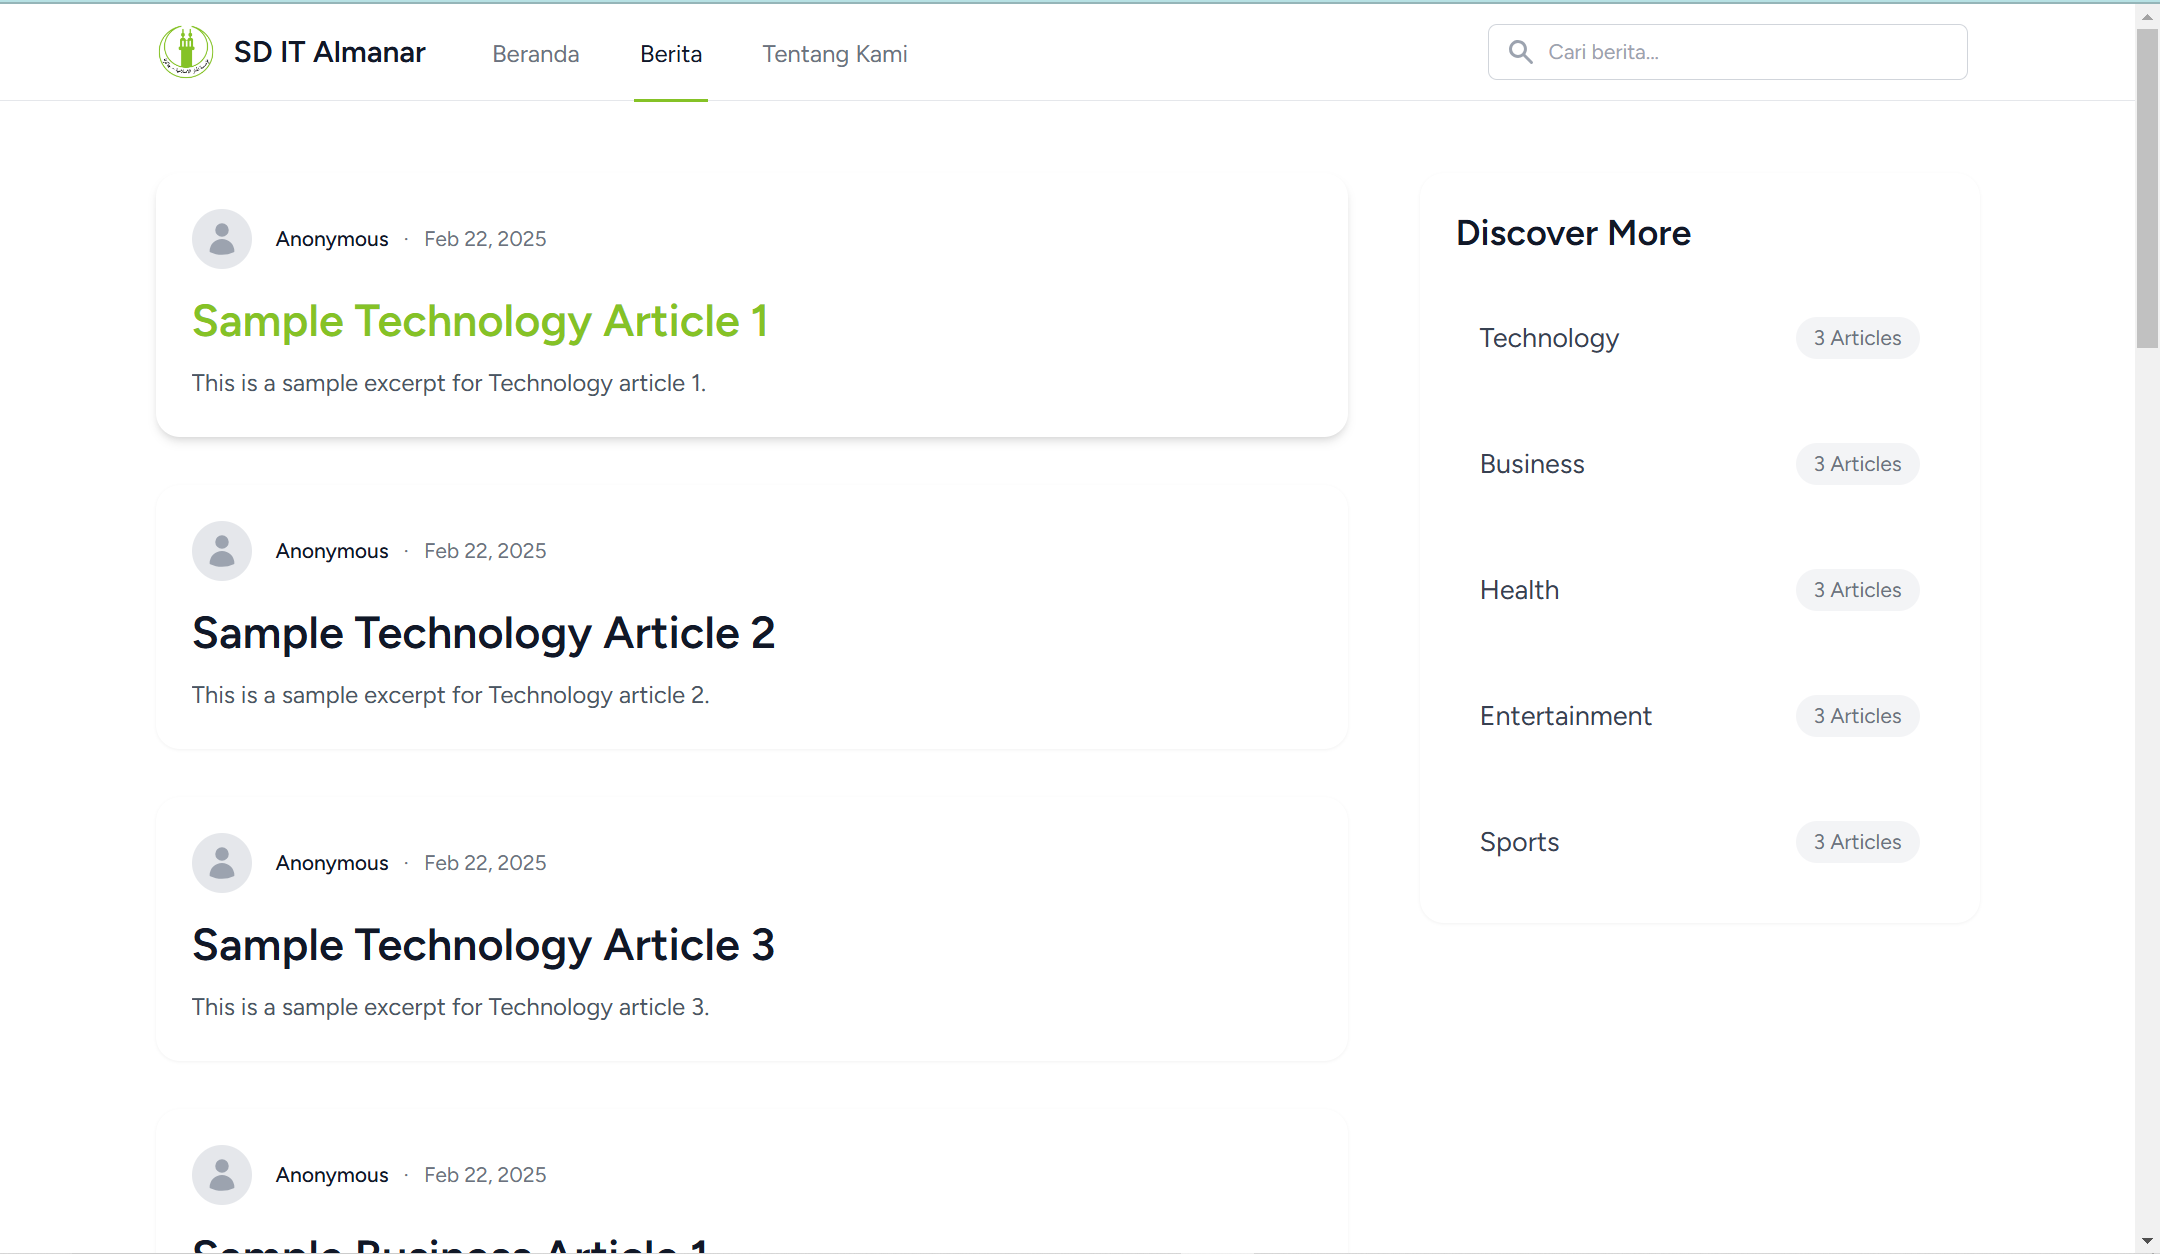 SD IT Almanar
Beranda
Berita
Tentang Kami
Cari berita...
Anonymous · Feb 22, 2025
Sample Technology Article 1
This is a sample excerpt for Technology article 1.
Anonymous · Feb 22, 2025
Sample Technology Article 2
This is a sample excerpt for Technology article 2.
Anonymous · Feb 22, 2025
Sample Technology Article 3
This is a sample excerpt for Technology article 3.
Anonymous · Feb 22, 2025
Sample Business Article 1
Discover More
Technology 3 Articles
Business 3 Articles
Health 3 Articles
Entertainment 3 Articles
Sports 3 Articles